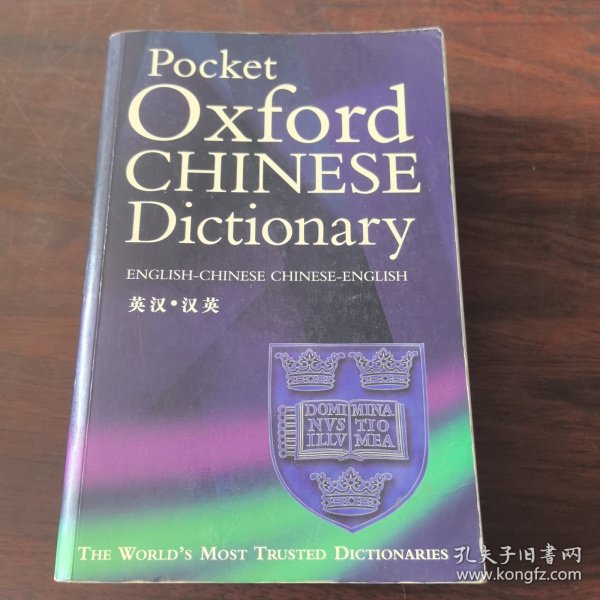 Pocket
Oxford
CHINESE
Dictionary
ENGLISH-CHINESE CHINESE-ENGLISH
英汉•汉英
DOMI MINA
NVS TIO
ILLV MEA
THE WORLD'S MOST TRUSTED DICTIONARIES
孔夫子旧书网
www.kongfz.com